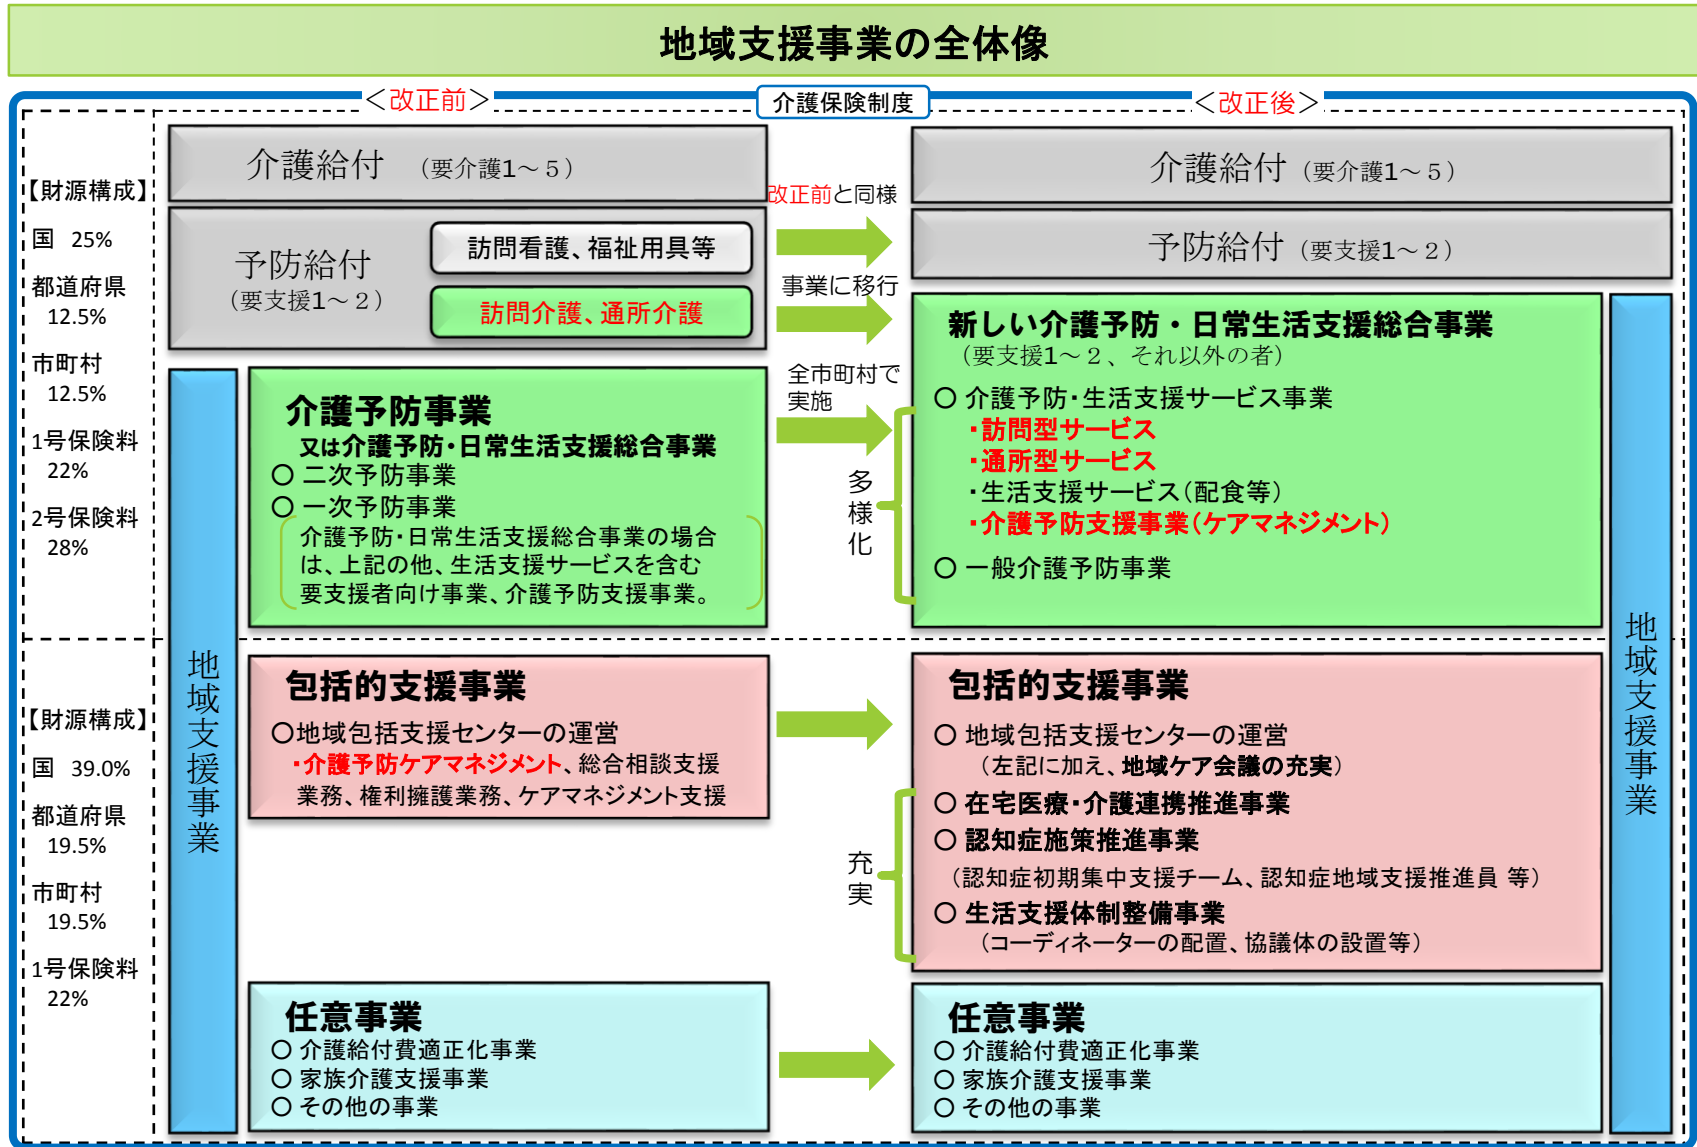 地域支援事業の全体像
＜改正前＞
介護保険制度
＜改正後＞
【財源構成】
国 25%
都道府県
12.5%
市町村
12.5%
1号保険料
22%
2号保険料
28%
【財源構成】
国 39.0%
都道府県
19.5%
市町村
19.5%
1号保険料
22%
介護給付 （要介護1～５）
予防給付
（要支援1～２）
訪問看護、福祉用具等
訪問介護、通所介護
地域支援事業
介護予防事業
又は介護予防・日常生活支援総合事業
○ 二次予防事業
○ 一次予防事業
介護予防・日常生活支援総合事業の場合
は、上記の他、生活支援サービスを含む
要支援者向け事業、介護予防支援事業。
包括的支援事業
○地域包括支援センターの運営
・介護予防ケアマネジメント、総合相談支援
業務、権利擁護業務、ケアマネジメント支援
任意事業
○ 介護給付費適正化事業
○ 家族介護支援事業
○ その他の事業
改正前と同様
事業に移行
全市町村で
実施
多様化
充実
介護給付 （要介護1～５）
予防給付 （要支援1～２）
新しい介護予防・日常生活支援総合事業
（要支援1～２、それ以外の者）
○ 介護予防・生活支援サービス事業
・訪問型サービス
・通所型サービス
・生活支援サービス（配食等）
・介護予防支援事業（ケアマネジメント）
○ 一般介護予防事業
包括的支援事業
○ 地域包括支援センターの運営
（左記に加え、地域ケア会議の充実）
○ 在宅医療・介護連携推進事業
○ 認知症施策推進事業
（認知症初期集中支援チーム、認知症地域支援推進員 等）
○ 生活支援体制整備事業
（コーディネーターの配置、協議体の設置等）
任意事業
○ 介護給付費適正化事業
○ 家族介護支援事業
○ その他の事業
地域支援事業